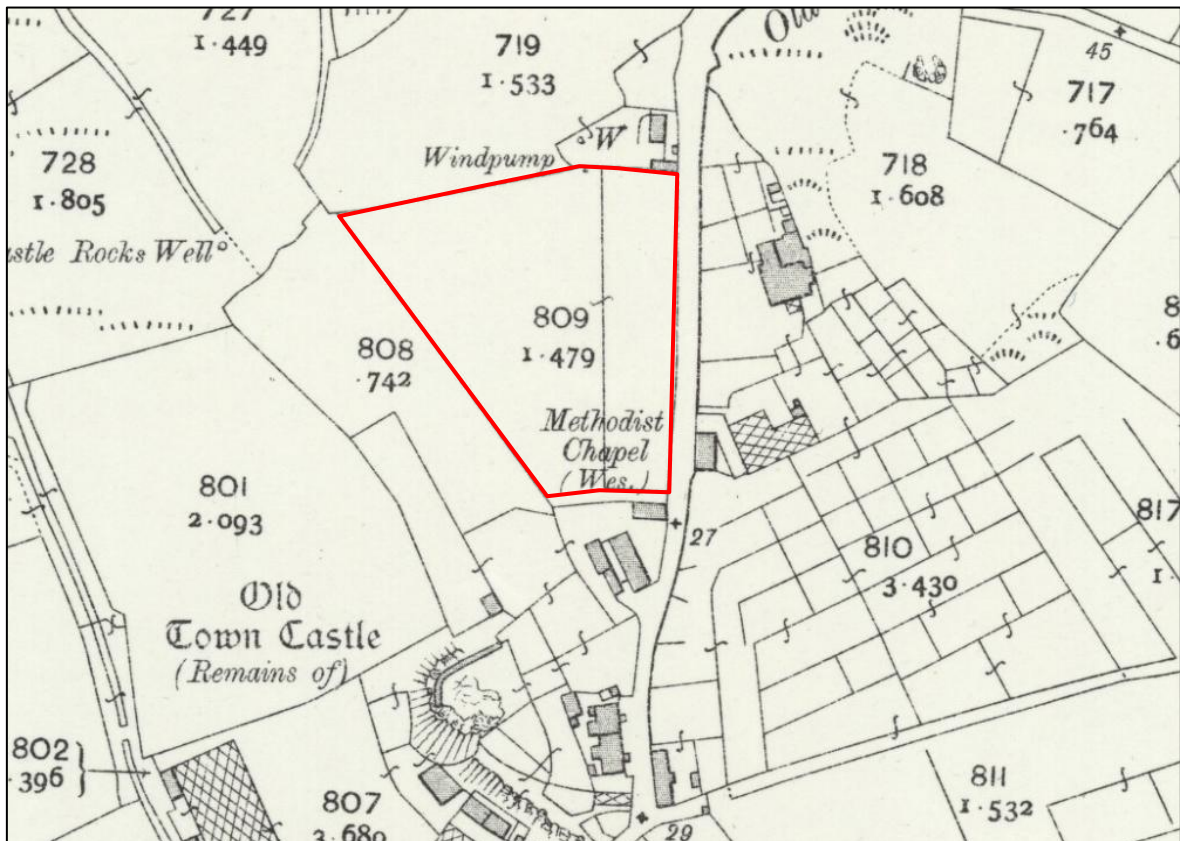 727
1·449
719
1·533
Old
45
717
·764
W
Windpump
728
1·805
718
1·608
astle Rocks Well
809
1·479
808
·742
Methodist
Chapel
(Wes.)
801
2·093
27
810
3·430
817
1·
Old
Town Castle
(Remains of)
802
·396
807
3·680
811
1·532
29